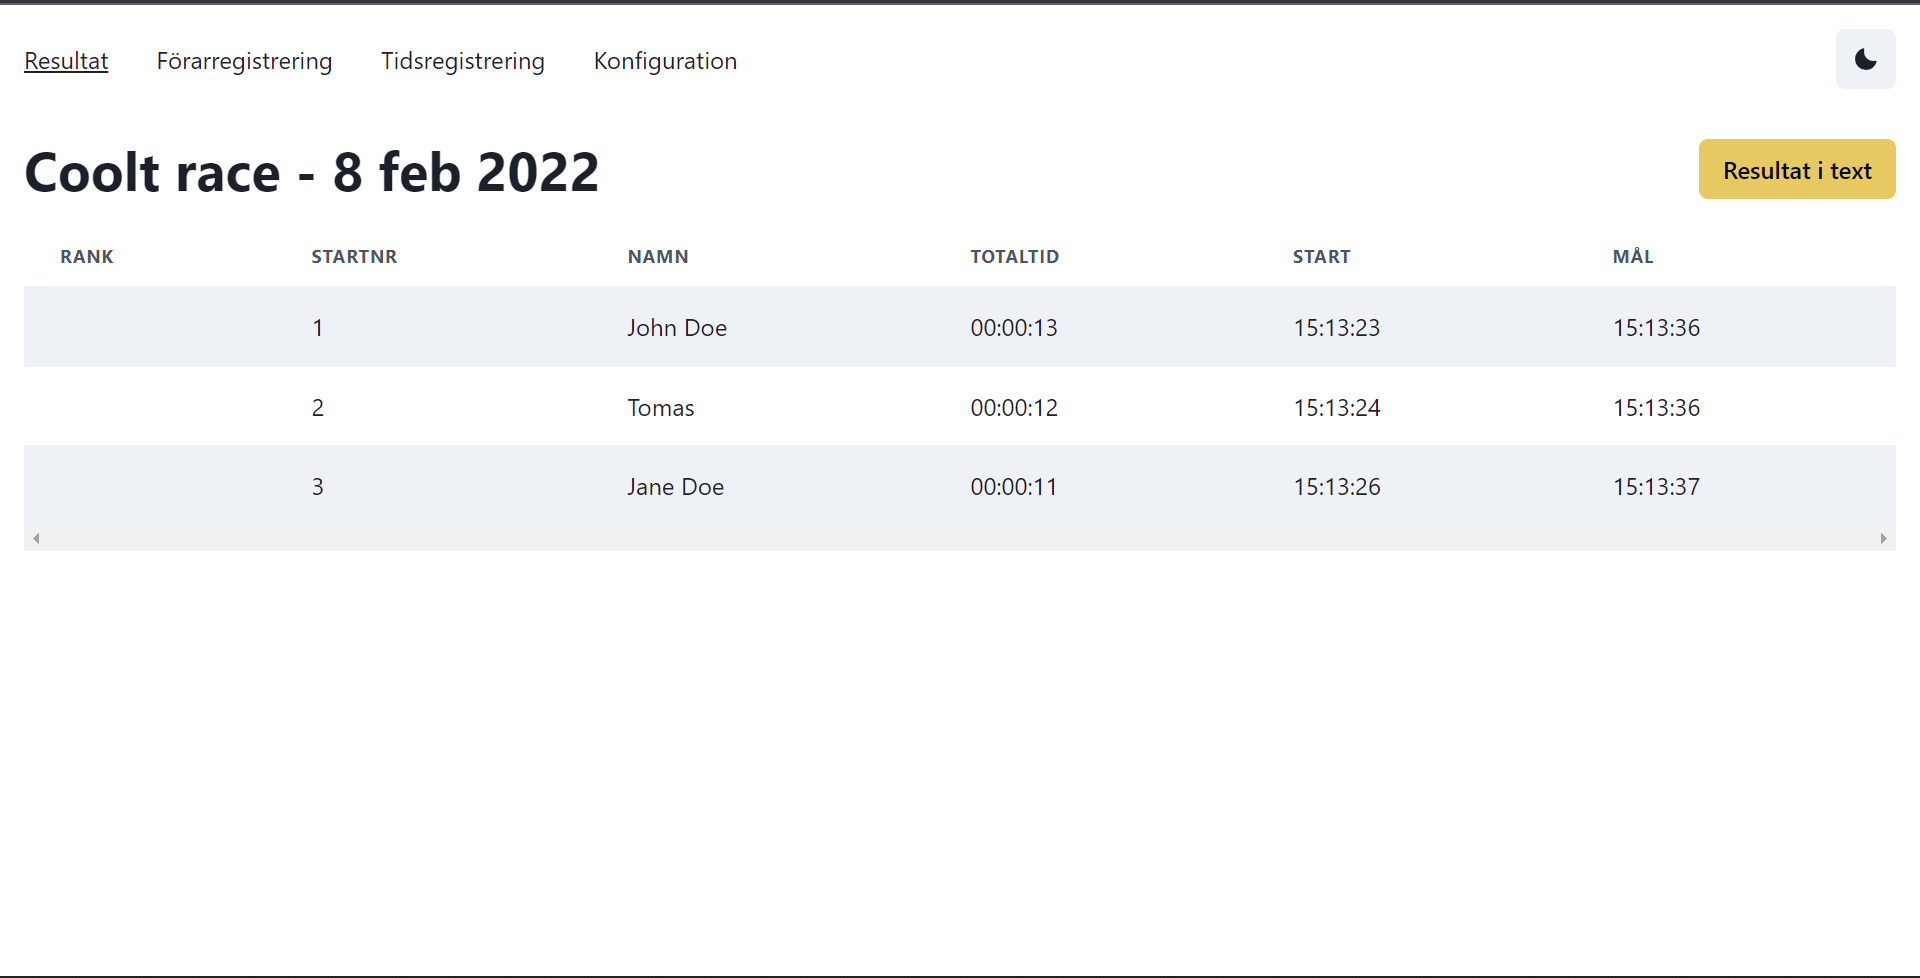 Resultat Förarregistrering Tidsregistrering Konfiguration
Coolt race - 8 feb 2022 Resultat i text
RANK STARTNR NAMN TOTALTID START MÅL
1 John Doe 00:00:13 15:13:23 15:13:36
2 Tomas 00:00:12 15:13:24 15:13:36
3 Jane Doe 00:00:11 15:13:26 15:13:37